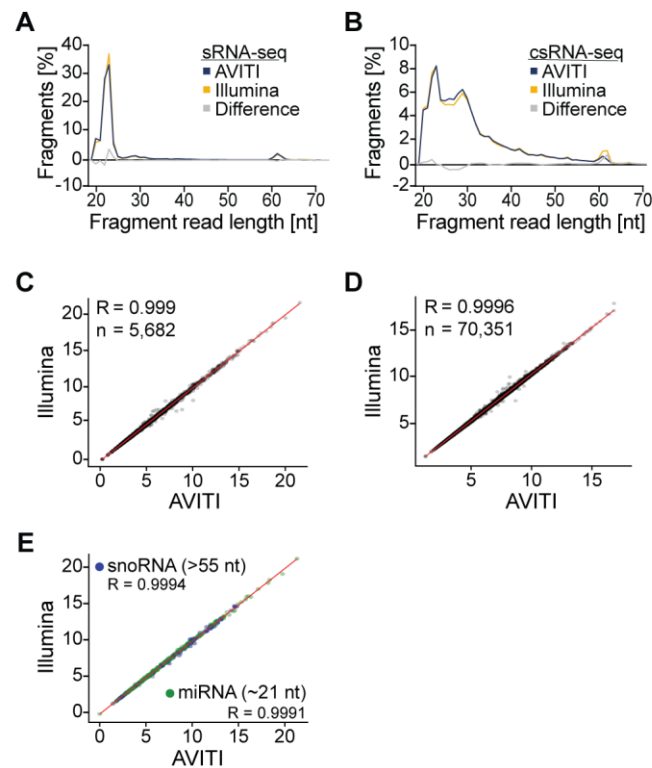 A
Fragments [%]
40
30
20
10
0
-10
sRNA-seq
AVITI
Illumina
Difference
20 30 40 50 60 70
Fragment read length [nt]
B
Fragments [%]
10
8
6
4
2
0
-2
csRNA-seq
AVITI
Illumina
Difference
20 30 40 50 60 70
Fragment read length [nt]
C
R = 0.999
n = 5,682
Illumina
20
15
10
5
0
0 5 10 15 20
AVITI
D
R = 0.9996
n = 70,351
Illumina
15
10
5
5 10 15
AVITI
E
snoRNA (>55 nt)
R = 0.9994
Illumina
20
15
10
5
0
miRNA (~21 nt)
R = 0.9991
0 5 10 15 20
AVITI